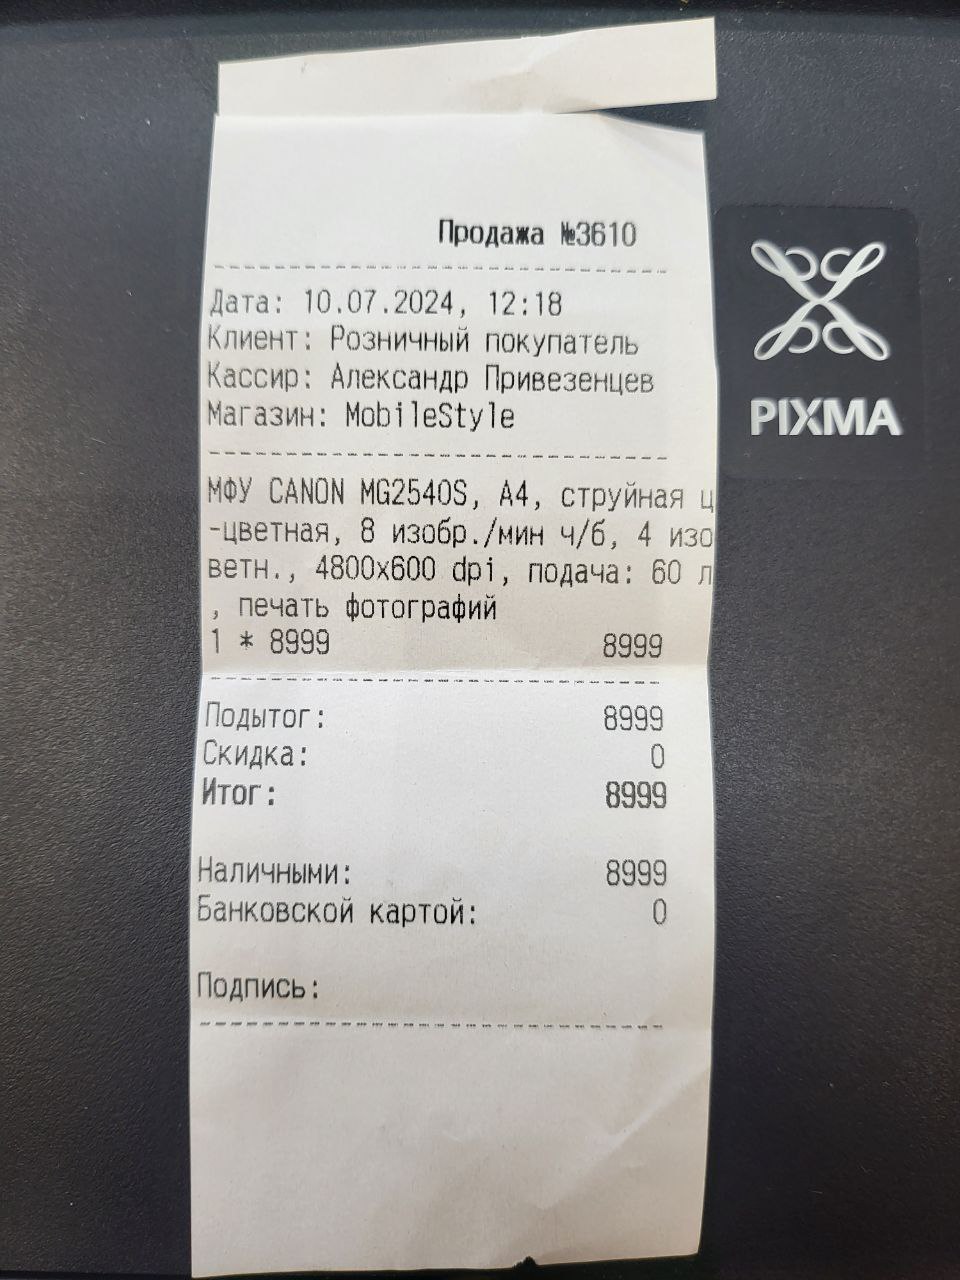 Продажа №3610
Дата: 10.07.2024, 12:18
Клиент: Розничный покупатель
Кассир: Александр Привезенцев
Магазин: MobileStyle
PIXMA
МФУ CANON MG2540S, A4, струйная ц
-цветная, 8 изобр./мин ч/б, 4 изо
ветн., 4800x600 dpi, подача: 60 л
, печать фотографий
1 * 8999 8999
Подытог: 8999
Скидка: 0
Итог: 8999
Наличными: 8999
Банковской картой: 0
Подпись: